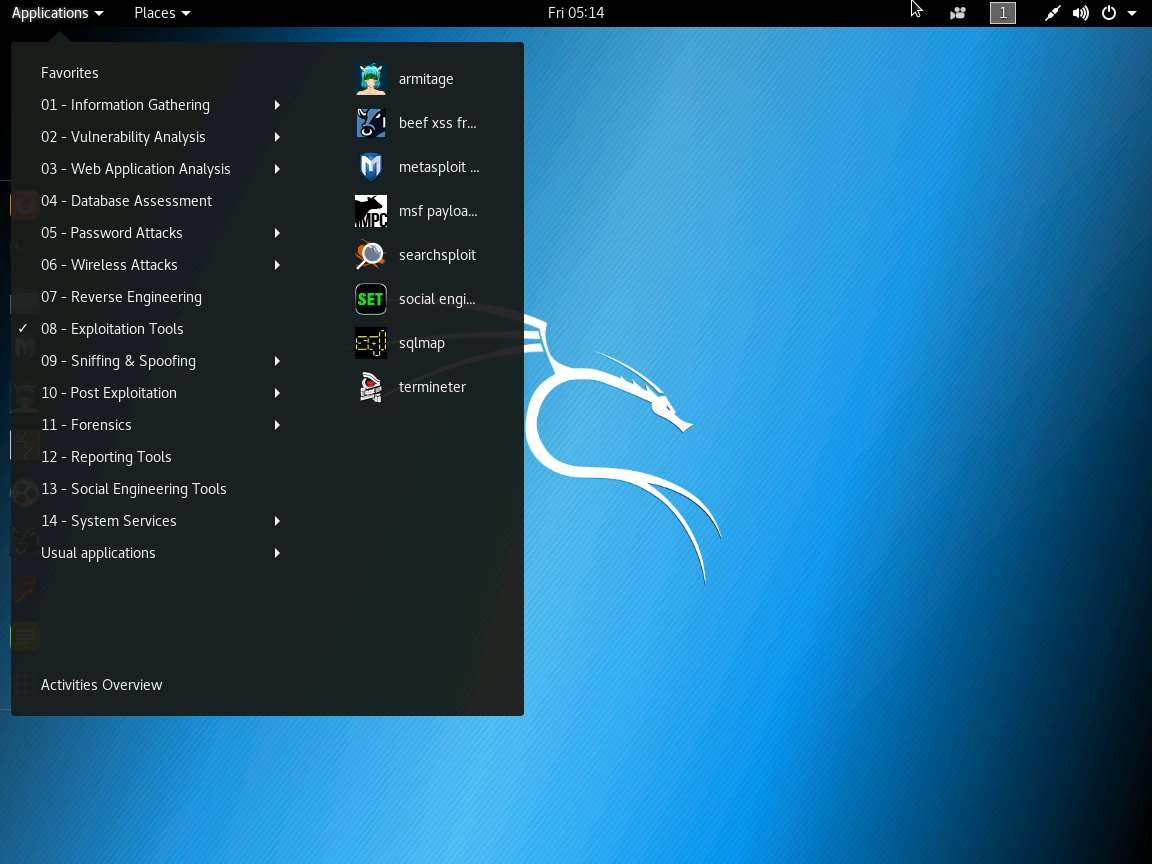 Applications Places Fri 05:14 1
Favorites
01 - Information Gathering
02 - Vulnerability Analysis
03 - Web Application Analysis
04 - Database Assessment
05 - Password Attacks
06 - Wireless Attacks
07 - Reverse Engineering
08 - Exploitation Tools
09 - Sniffing & Spoofing
10 - Post Exploitation
11 - Forensics
12 - Reporting Tools
13 - Social Engineering Tools
14 - System Services
Usual applications
Activities Overview
armitage
beef xss fr...
metasploit ...
M
msf payloa...
MPC
searchsploit
social engi...
SET
sqlmap
sql
termineter